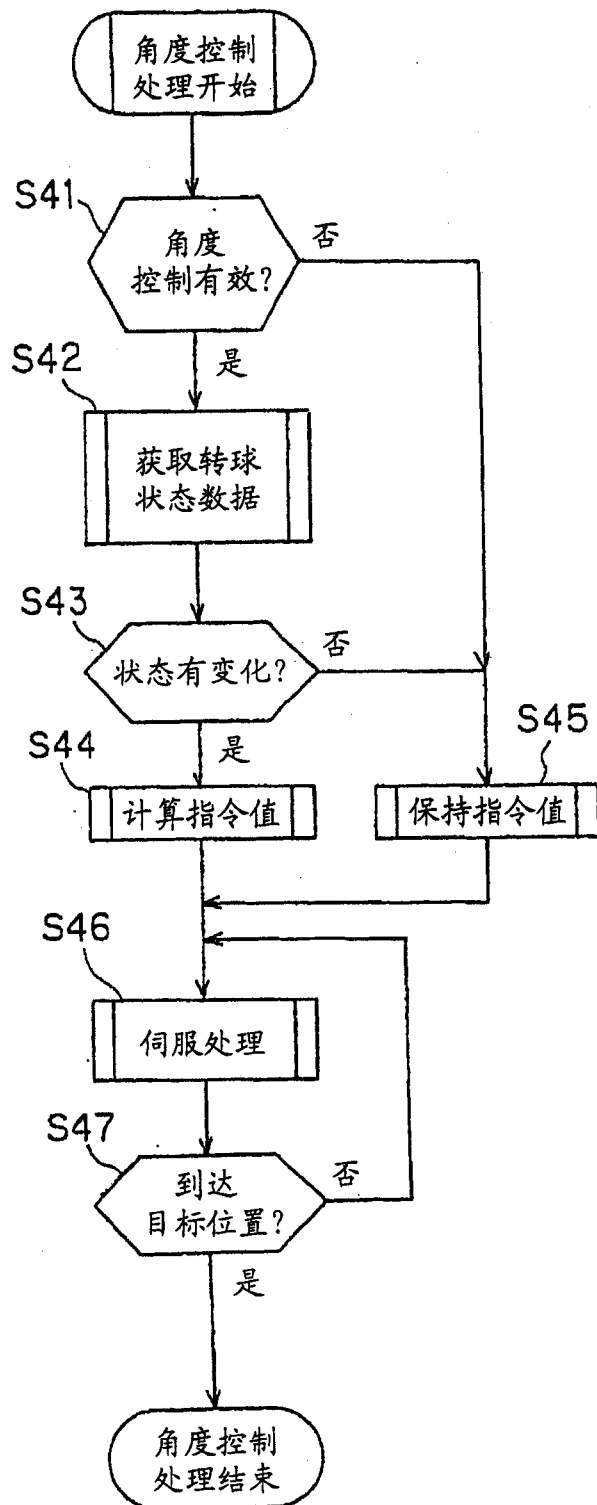 角度控制
处理开始
S41
角度
控制有效?
否
是
S42
获取转球
状态数据
S43
状态有变化?
否
是
S44
计算指令值
S45
保持指令值
S46
伺服处理
S47
到达
目标位置?
否
是
角度控制
处理结束